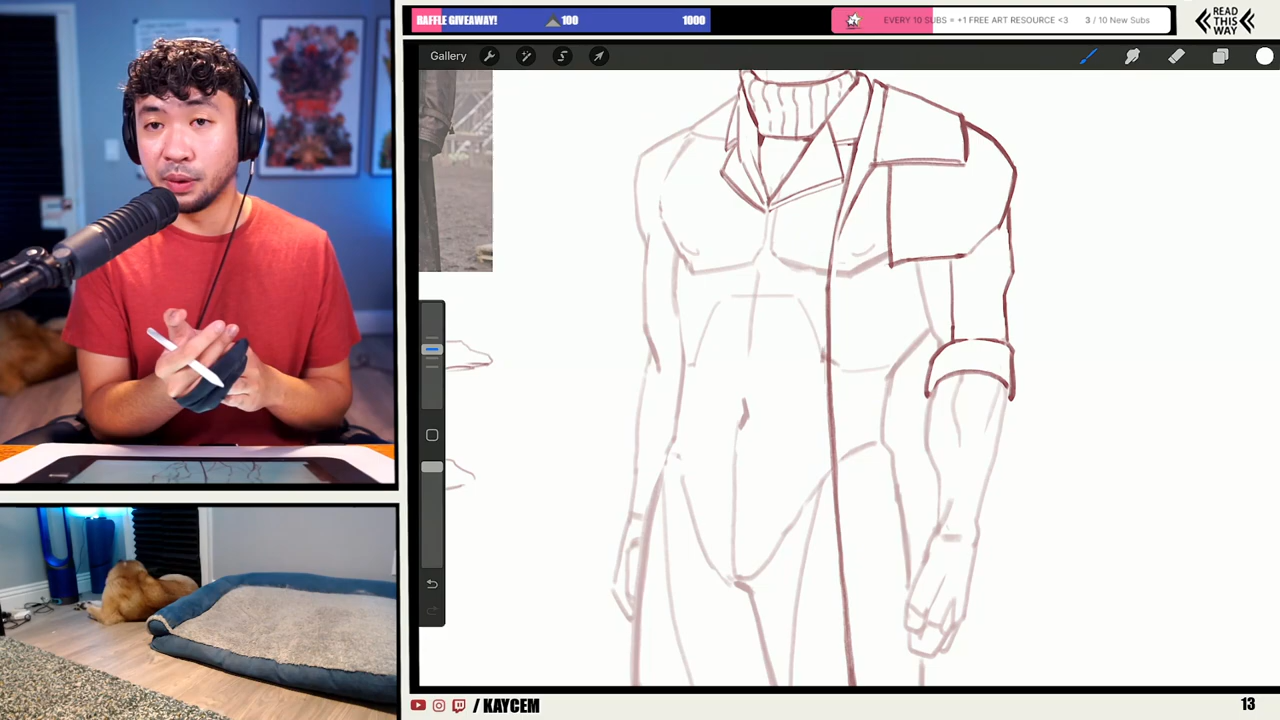 RAFFLE GIVEAWAY! 100 1000
EVERY 10 SUBS = +1 FREE ART RESOURCE <3 3 / 10 New Subs
READ
THIS
WAY
Gallery
/ KAYCEM
13